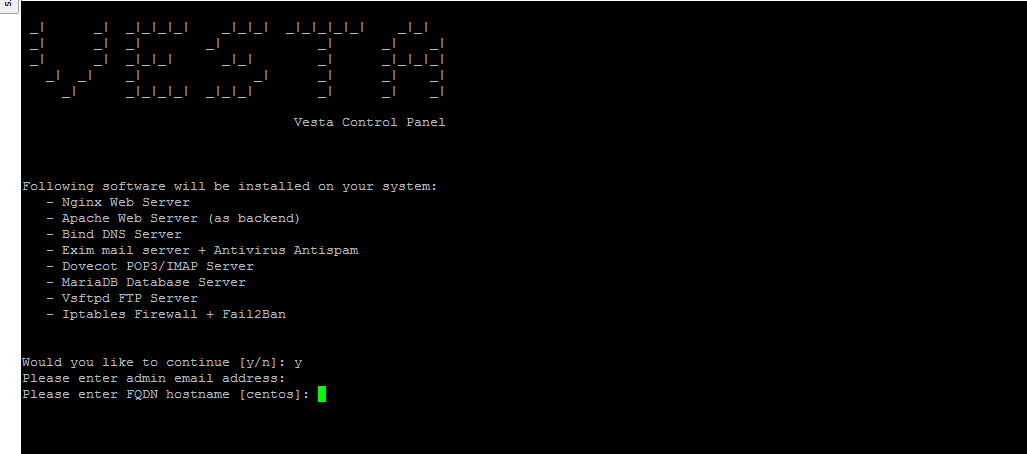 VESTA
Vesta Control Panel
Following software will be installed on your system:
- Nginx Web Server
- Apache Web Server (as backend)
- Bind DNS Server
- Exim mail server + Antivirus Antispam
- Dovecot POP3/IMAP Server
- MariaDB Database Server
- Vsftpd FTP Server
- Iptables Firewall + Fail2Ban
Would you like to continue [y/n]: y
Please enter admin email address:
Please enter FQDN hostname [centos]: